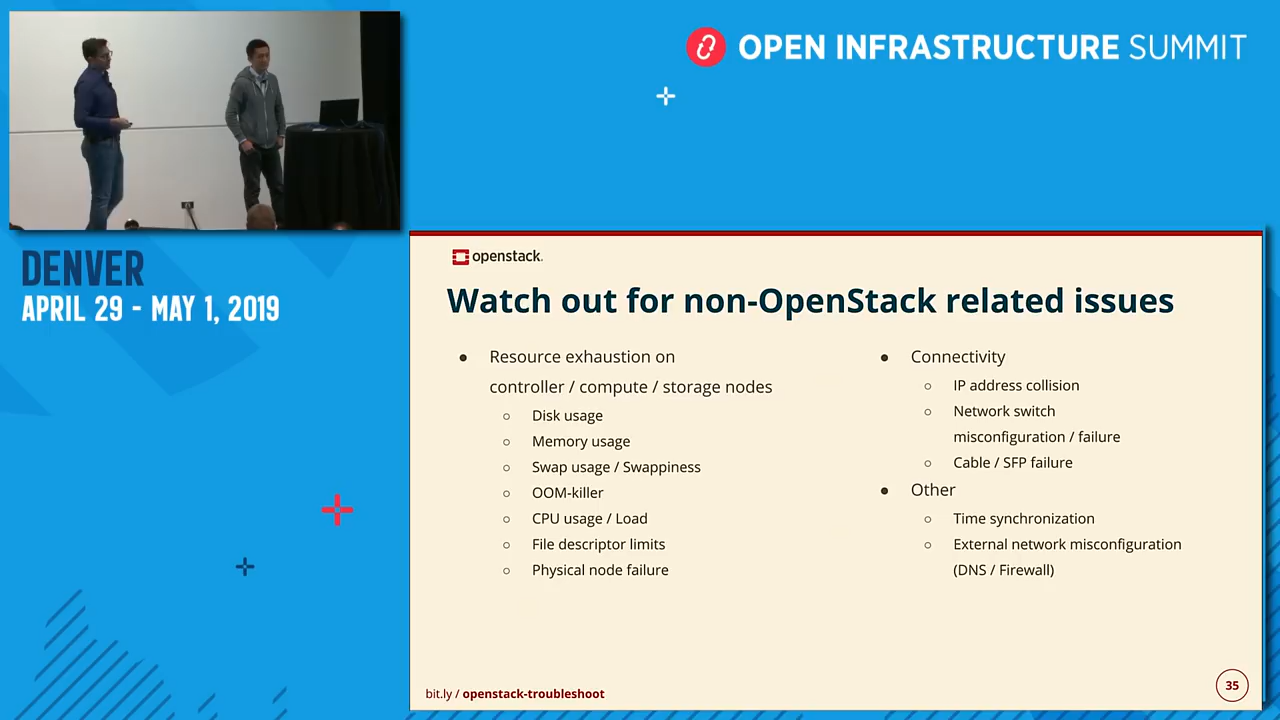 OPEN INFRASTRUCTURE SUMMIT
DENVER
APRIL 29 - MAY 1, 2019
openstack.
Watch out for non-OpenStack related issues
● Resource exhaustion on
controller / compute / storage nodes
○ Disk usage
○ Memory usage
○ Swap usage / Swappiness
○ OOM-killer
○ CPU usage / Load
○ File descriptor limits
○ Physical node failure
● Connectivity
○ IP address collision
○ Network switch
misconfiguration / failure
○ Cable / SFP failure
● Other
○ Time synchronization
○ External network misconfiguration
(DNS / Firewall)
bit.ly / openstack-troubleshoot
35